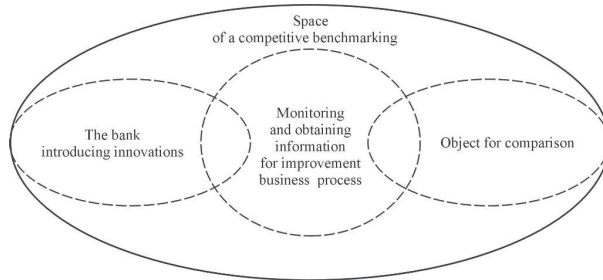 Space
of a competitive benchmarking
The bank
introducing innovations
Monitoring
and obtaining
information
for improvement
business process
Object for comparison